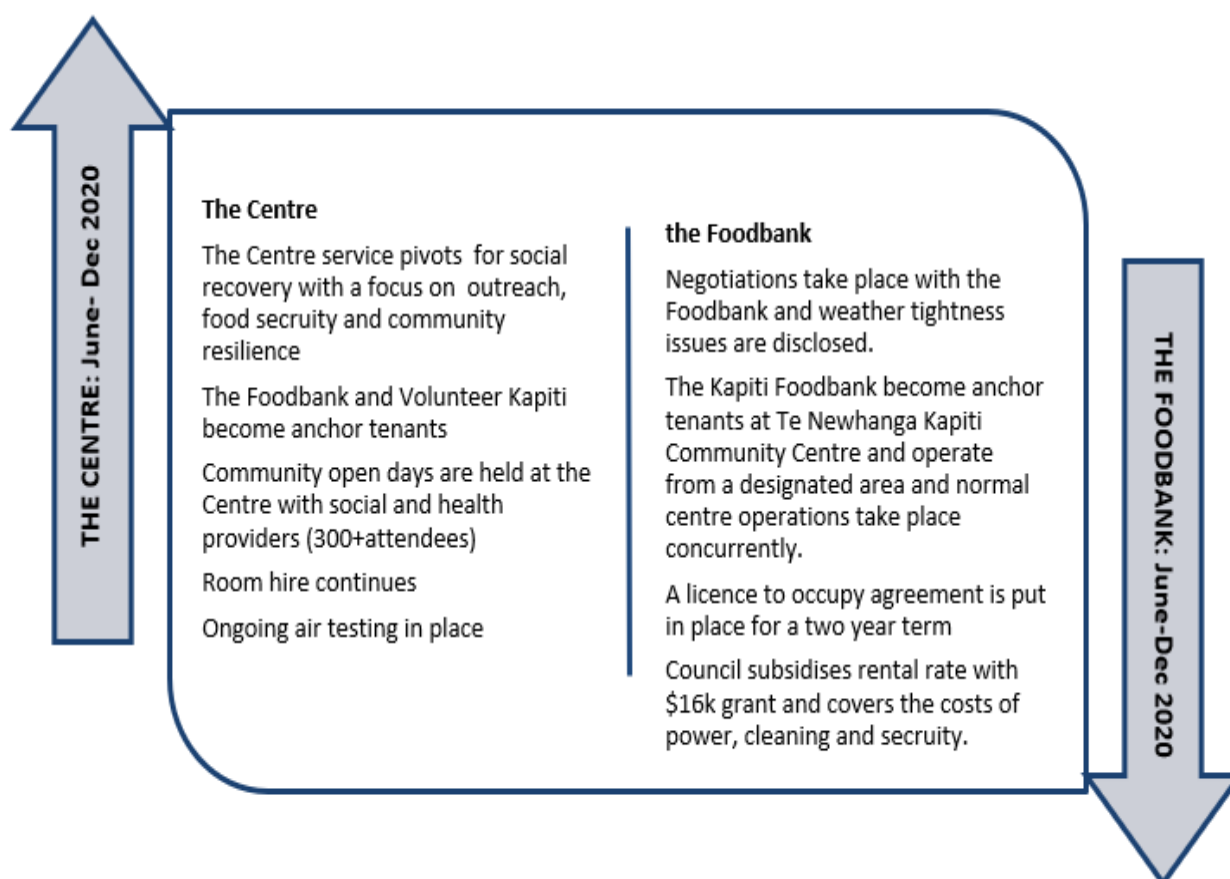 THE CENTRE: June- Dec 2020
The Centre
The Centre service pivots for social
recovery with a focus on outreach,
food secruity and community
resilience
The Foodbank and Volunteer Kapiti
become anchor tenants
Community open days are held at the
Centre with social and health
providers (300+attendees)
Room hire continues
Ongoing air testing in place
the Foodbank
Negotiations take place with the
Foodbank and weather tightness
issues are disclosed.
The Kapiti Foodbank become anchor
tenants at Te Newhanga Kapiti
Community Centre and operate
from a designated area and normal
centre operations take place
concurrently.
A licence to occupy agreement is put
in place for a two year term
Council subsidises rental rate with
$16k grant and covers the costs of
power, cleaning and secruity.
THE FOODBANK: June-Dec 2020